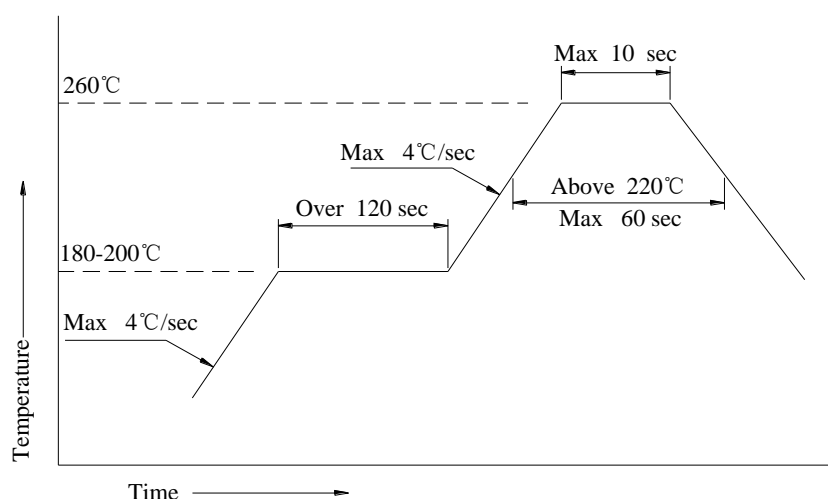 Max 10 sec
260℃
Max 4℃/sec
Above 220℃
Max 60 sec
Over 120 sec
180-200℃
Max 4℃/sec
Temperature
Time